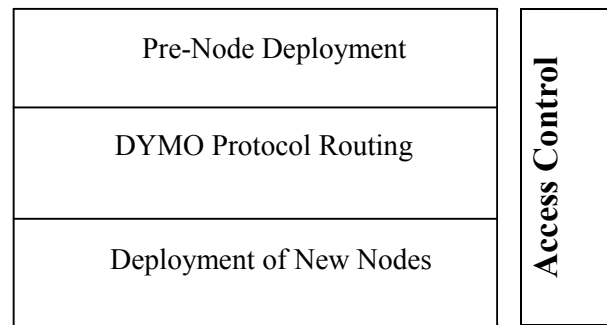 Pre-Node Deployment
DYMO Protocol Routing
Deployment of New Nodes
Access Control